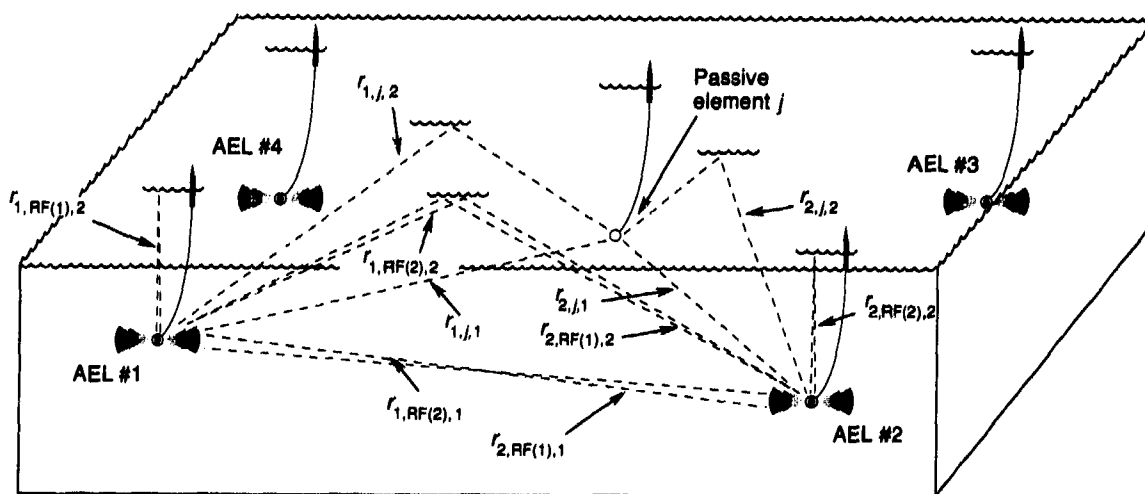 Passive
element j
r1,j,2
AEL #4
AEL #3
r1,RF(1),2
r2,j,2
r1,RF(2),2
r1,j,1
r2,j,1
r2,RF(1),2
r2,RF(2),2
AEL #1
r1,RF(2),1
r2,RF(1),1
AEL #2